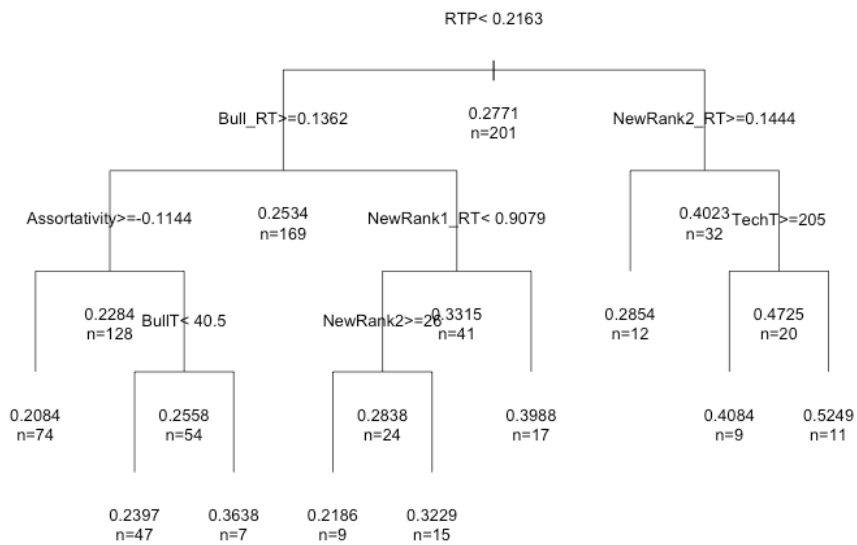 RTP< 0.2163
Bull_RT>=0.1362
0.2771
n=201
NewRank2_RT>=0.1444
Assortativity>=-0.1144
0.2534
n=169
NewRank1_RT< 0.9079
0.4023
n=32
TechT>=205
0.2284
n=128
BullT< 40.5
NewRank2>=26
0.3315
n=41
0.2854
n=12
0.4725
n=20
0.2084
n=74
0.2558
n=54
0.2838
n=24
0.3988
n=17
0.4084
n=9
0.5249
n=11
0.2397
n=47
0.3638
n=7
0.2186
n=9
0.3229
n=15